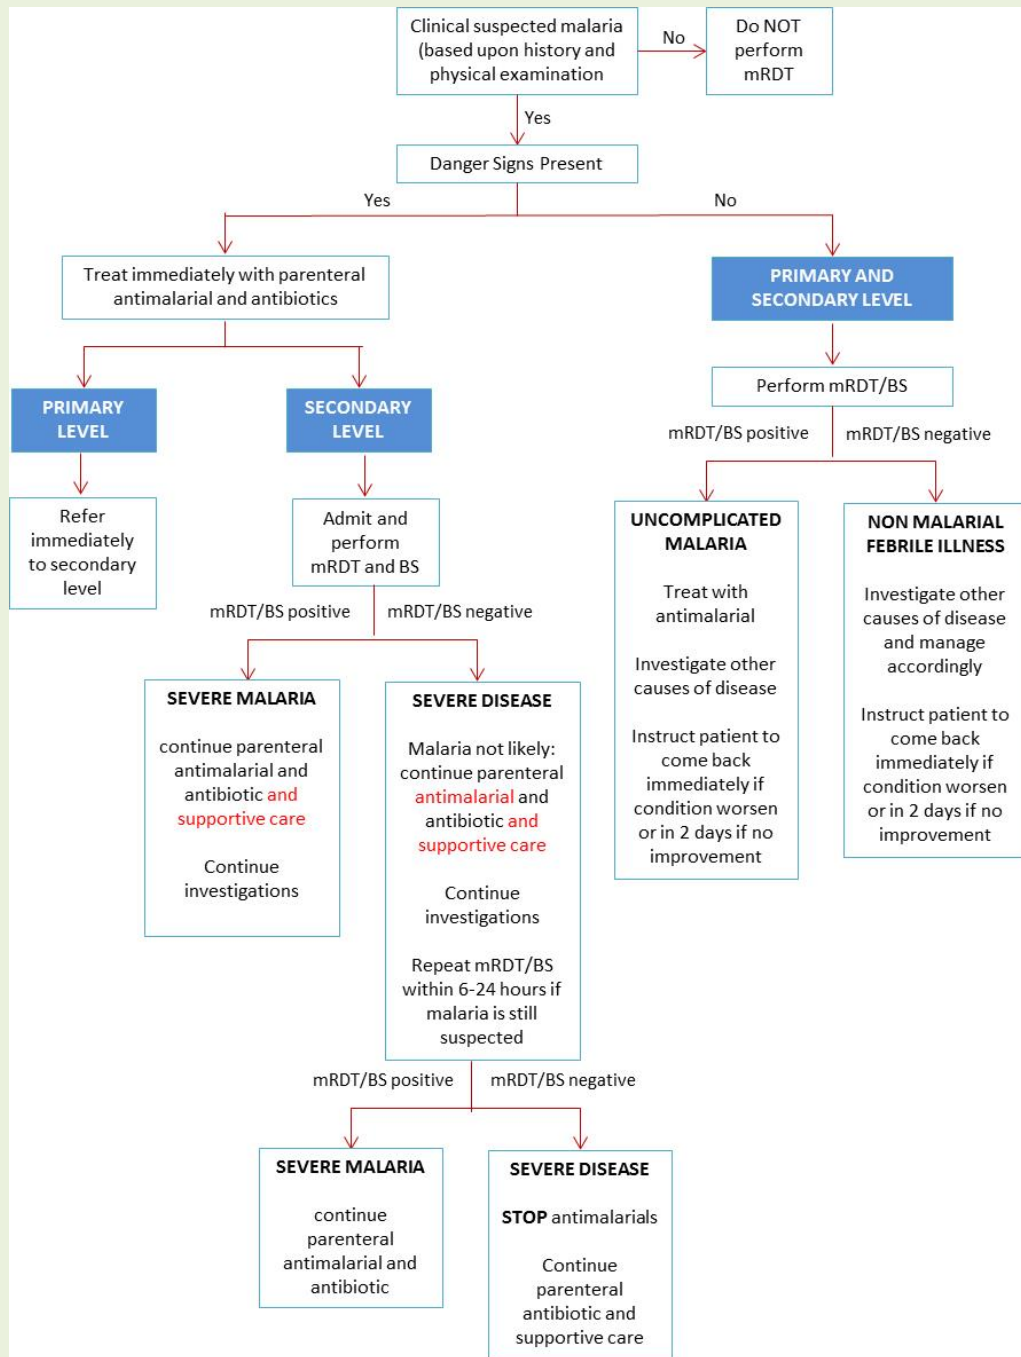 Clinical suspected malaria
(based upon history and
physical examination
No
Do NOT
perform
mRDT
Yes
Danger Signs Present
Yes
No
Treat immediately with parenteral
antimalarial and antibiotics
PRIMARY AND
SECONDARY LEVEL
PRIMARY
LEVEL
SECONDARY
LEVEL
Perform mRDT/BS
mRDT/BS positive
mRDT/BS negative
Refer
immediately
to secondary
level
Admit and
perform
mRDT and BS
mRDT/BS positive
mRDT/BS negative
UNCOMPLICATED
MALARIA
Treat with
antimalarial
Investigate other
causes of disease
Instruct patient to
come back
immediately if
condition worsen
or in 2 days if no
improvement
NON MALARIAL
FEBRILE ILLNESS
Investigate other
causes of disease
and manage
accordingly
Instruct patient to
come back
immediately if
condition worsen
or in 2 days if no
improvement
SEVERE MALARIA
continue parenteral
antimalarial and
antibiotic and
supportive care
Continue
investigations
SEVERE DISEASE
Malaria not likely:
continue parenteral
antimalarial and
antibiotic and
supportive care
Continue
investigations
Repeat mRDT/BS
within 6-24 hours if
malaria is still
suspected
mRDT/BS positive
mRDT/BS negative
SEVERE MALARIA
continue
parenteral
antimalarial and
antibiotic
SEVERE DISEASE
STOP antimalarials
Continue
parenteral
antibiotic and
supportive care